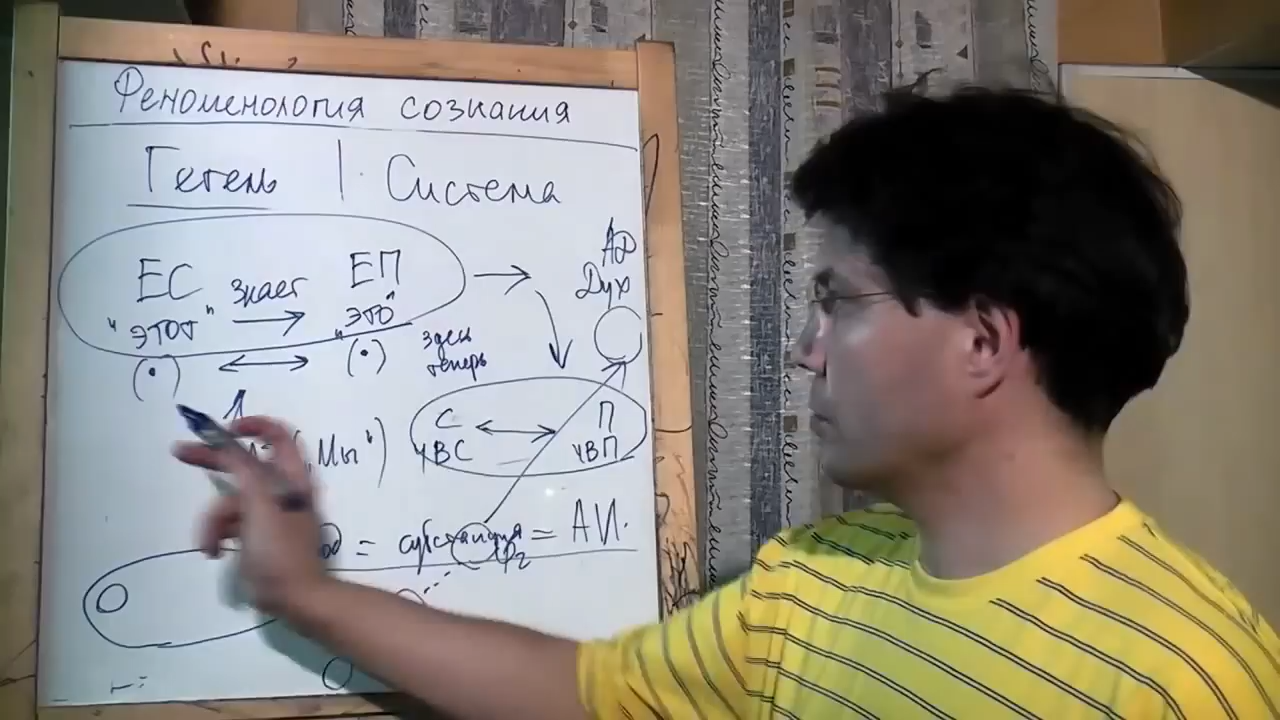 Феноменология сознания
Гегель | Система
ЕС знает ЕП
"этот" "это"
здесь
теперь
("Мы")
АД
Дух
С П
ЧВС ЧВП
= субстанция = АИ.